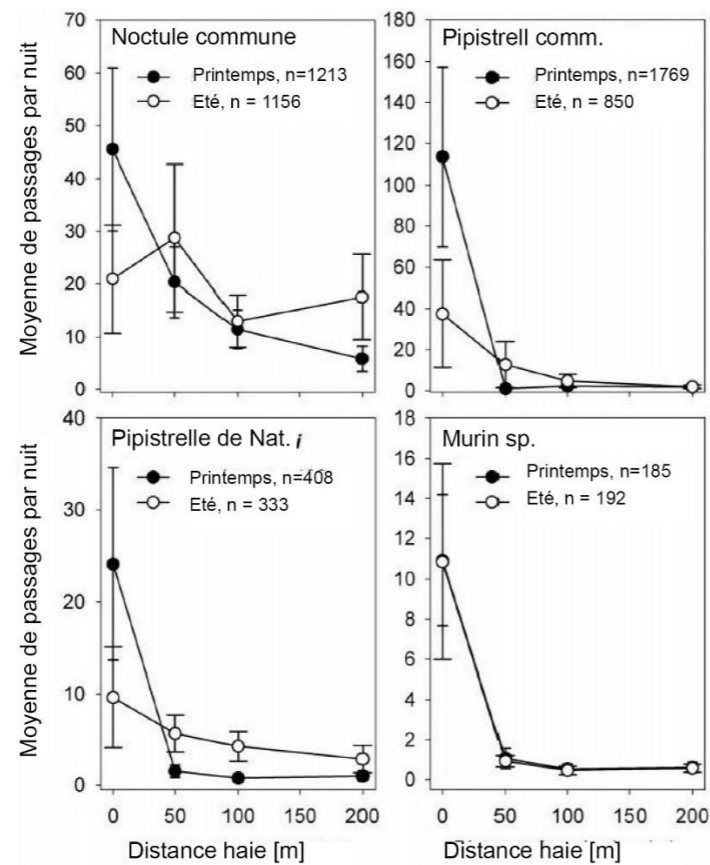 Noctule commune
Printemps, n=1213
Eté, n = 1156
Moyenne de passages par nuit
70
60
50
40
30
20
10
0
Pipistrell comm.
Printemps, n=1769
Eté, n = 850
180
160
140
120
100
80
60
40
20
0
Pipistrelle de Nat. i
Printemps, n=408
Eté, n = 333
Moyenne de passages par nuit
40
30
20
10
0
0 50 100 150 200
Distance haie [m]
Murin sp.
Printemps, n=185
Eté, n = 192
18
16
14
12
10
8
6
4
2
0
0 50 100 150 200
Distance haie [m]